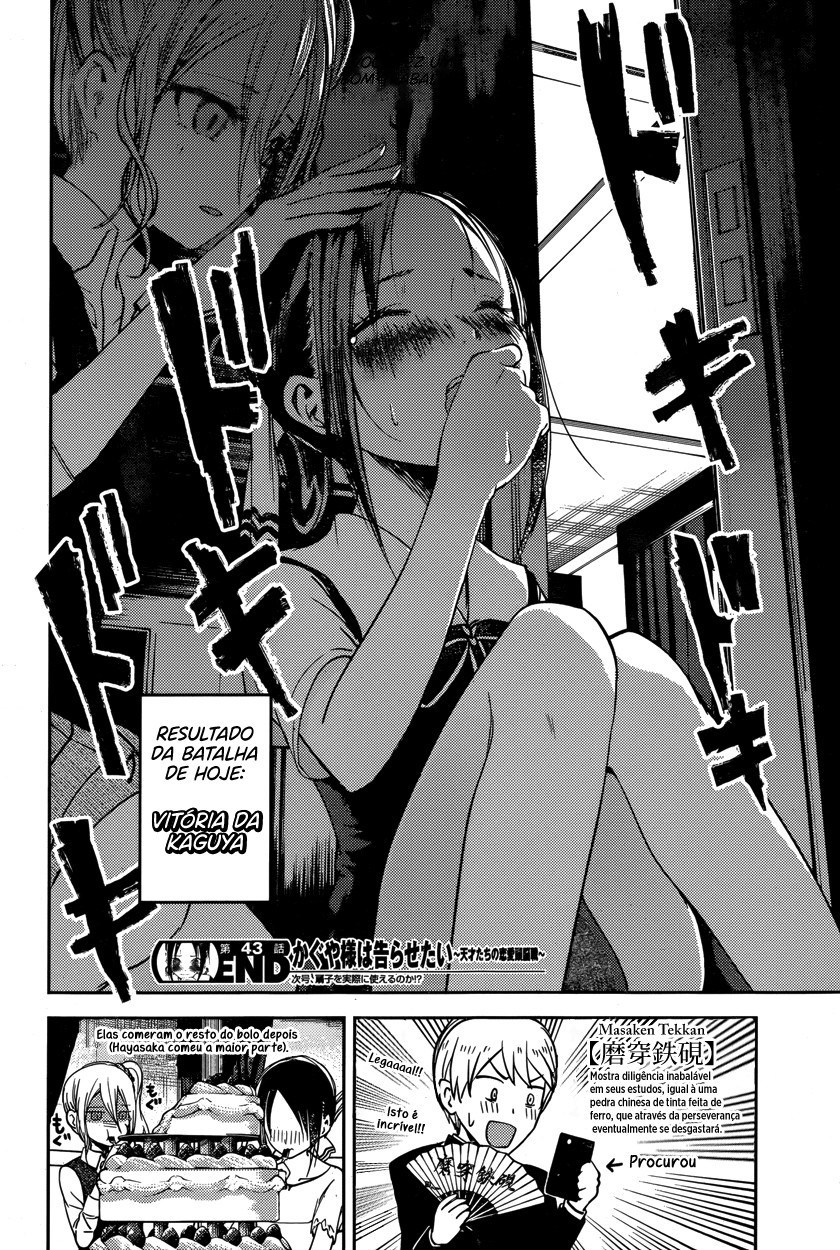 ドキ
ドキ
ドキ
ドキ
ドキ
RESULTADO
DA BATALHA
DE HOJE:
VITÓRIA DA
KAGUYA
第 43 話
END
かぐや様は告らせたい～天才たちの恋愛頭脳戦～
次号、扇子を実際に使えるのか!?
Elas comeram o resto do bolo depois
(Hayasaka comeu a maior parte).
もぐ
もぐ
Legaaaal!!
Isto é
incrível!!
磨穿鉄硯
Masaken Tekkan
【磨穿鉄硯】
Mostra diligência inabalável
em seus estudos, igual à uma
pedra chinesa de tinta feita de
ferro, que através da perseverança
eventualmente se desgastará.
← Procurou